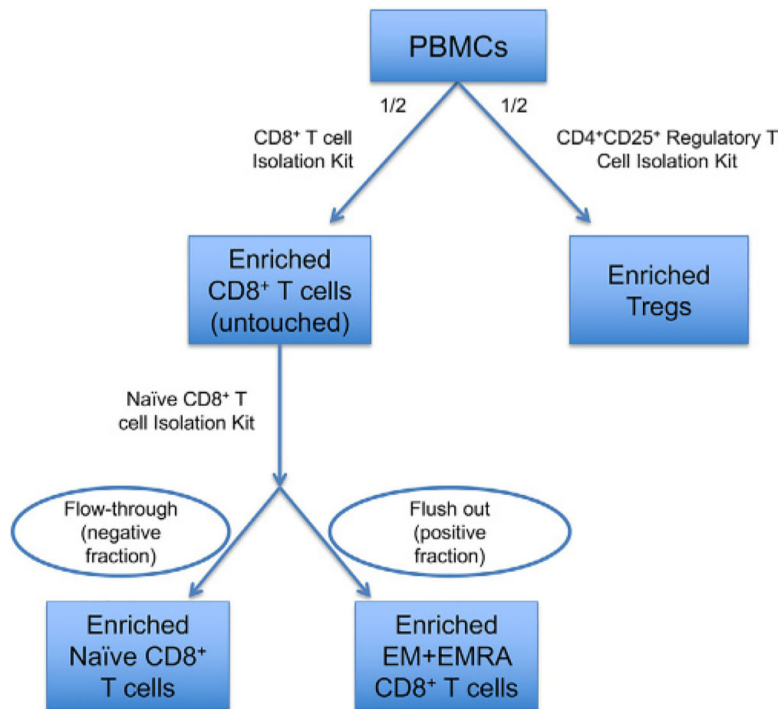 PBMCs
1/2
1/2
CD8⁺ T cell
Isolation Kit
CD4⁺CD25⁺ Regulatory T
Cell Isolation Kit
Enriched
CD8⁺ T cells
(untouched)
Enriched
Tregs
Naïve CD8⁺ T
cell Isolation Kit
Flow-through
(negative
fraction)
Flush out
(positive
fraction)
Enriched
Naïve CD8⁺
T cells
Enriched
EM+EMRA
CD8⁺ T cells